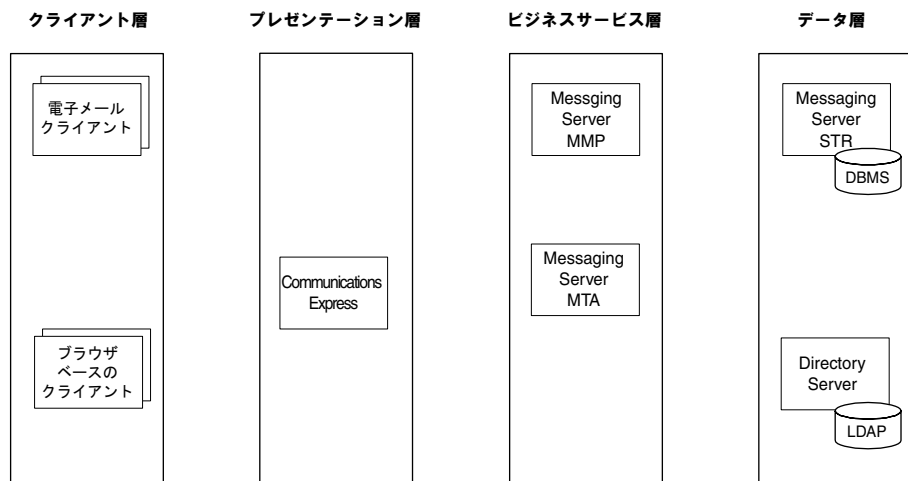 クライアント層
プレゼンテーション層
ビジネスサービス層
データ層
電子メール
クライアント
ブラウザ
ベースの
クライアント
Communications
Express
Messging
Server
MMP
Messaging
Server
MTA
Messaging
Server
STR
DBMS
Directory
Server
LDAP